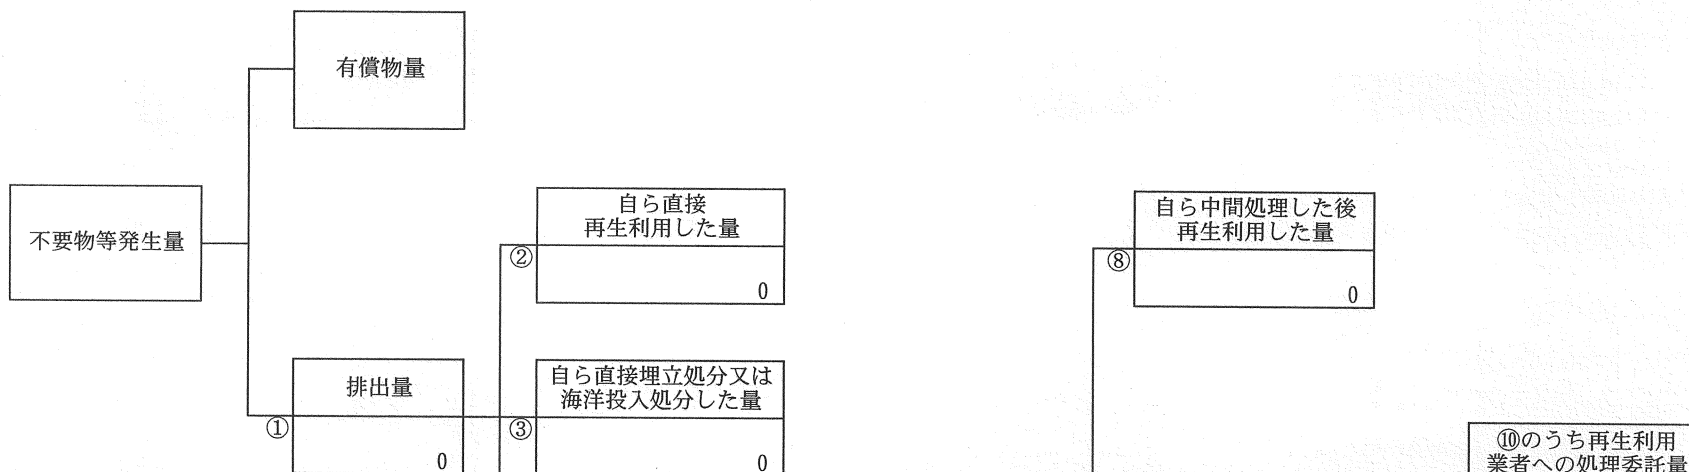 有償物量
不要物等発生量
自ら直接
再生利用した量
②
0
自ら中間処理した後
再生利用した量
⑧
0
排出量
①
0
自ら直接埋立処分又は
海洋投入処分した量
③
0
⑩のうち再生利用
業者への処理委託量